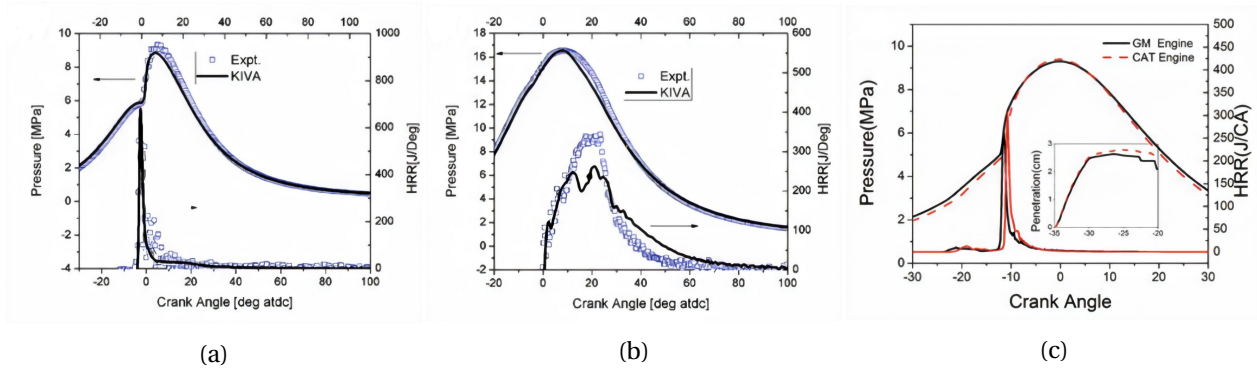 -20 0 20 40 60 80 100
10 1000
8 800
6 600
4
2 400
0
-2 200
-4 0
Expt.
KIVA
Pressure [MPa]
HRR[J/Deg]
-20 0 20 40 60 80 100
Crank Angle [deg atdc]
(a)
-20 0 20 40 60 80 100
18 600
16
14 500
12 400
10
8 300
6
4 200
2 100
0
-2 0
Expt.
KIVA
Pressure [MPa]
HRR[J/Deg]
-20 0 20 40 60 80 100
Crank Angle [deg atdc]
(b)
GM Engine
CAT Engine
500
10 450
400
8 350
300
6 250
200
4 150
100
2 50
0
0
Pressure(MPa)
HRR(J/CA)
Penetration(cm)
3
2
1
0
-35 -30 -25 -20
-30 -20 -10 0 10 20 30
Crank Angle
(c)